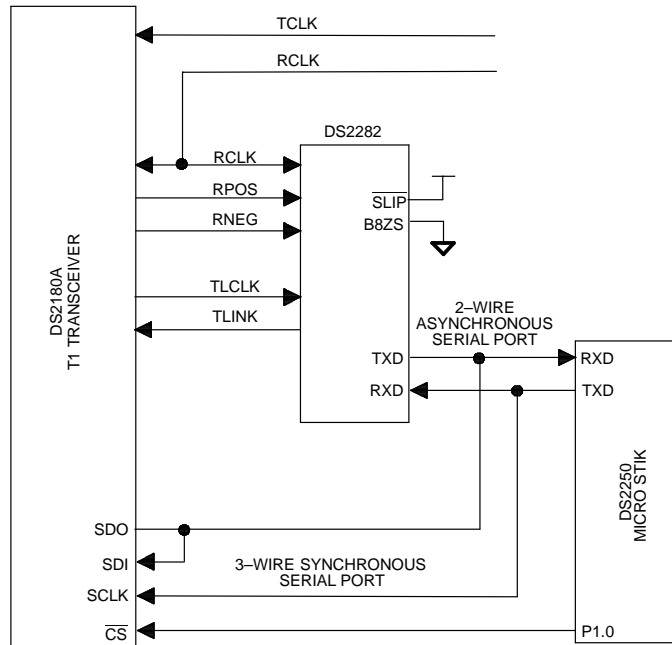 TCLK
RCLK
DS2282
RCLK
RPOS
RNEG
SLIP
B8ZS
DS2180A
T1 TRANSCEIVER
TLCLK
TLINK
2–WIRE
ASYNCHRONOUS
SERIAL PORT
TXD
RXD
RXD
TXD
DS2250
MICRO STIK
SDO
SDI
3–WIRE SYNCHRONOUS
SERIAL PORT
SCLK
CS
P1.0